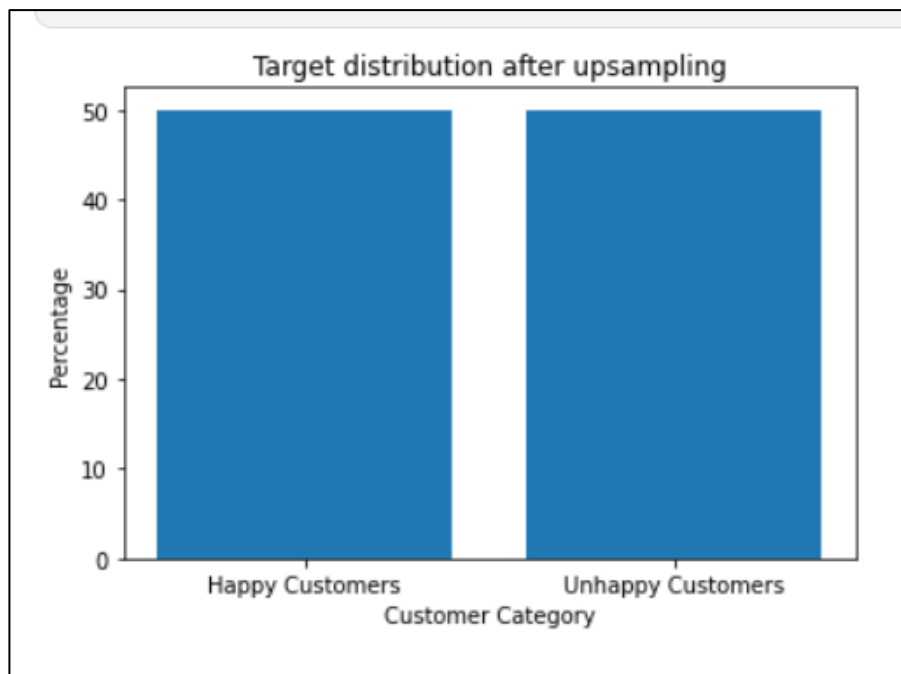 Target distribution after upsampling
50
40
30
20
10
0
Percentage
Happy Customers
Unhappy Customers
Customer Category